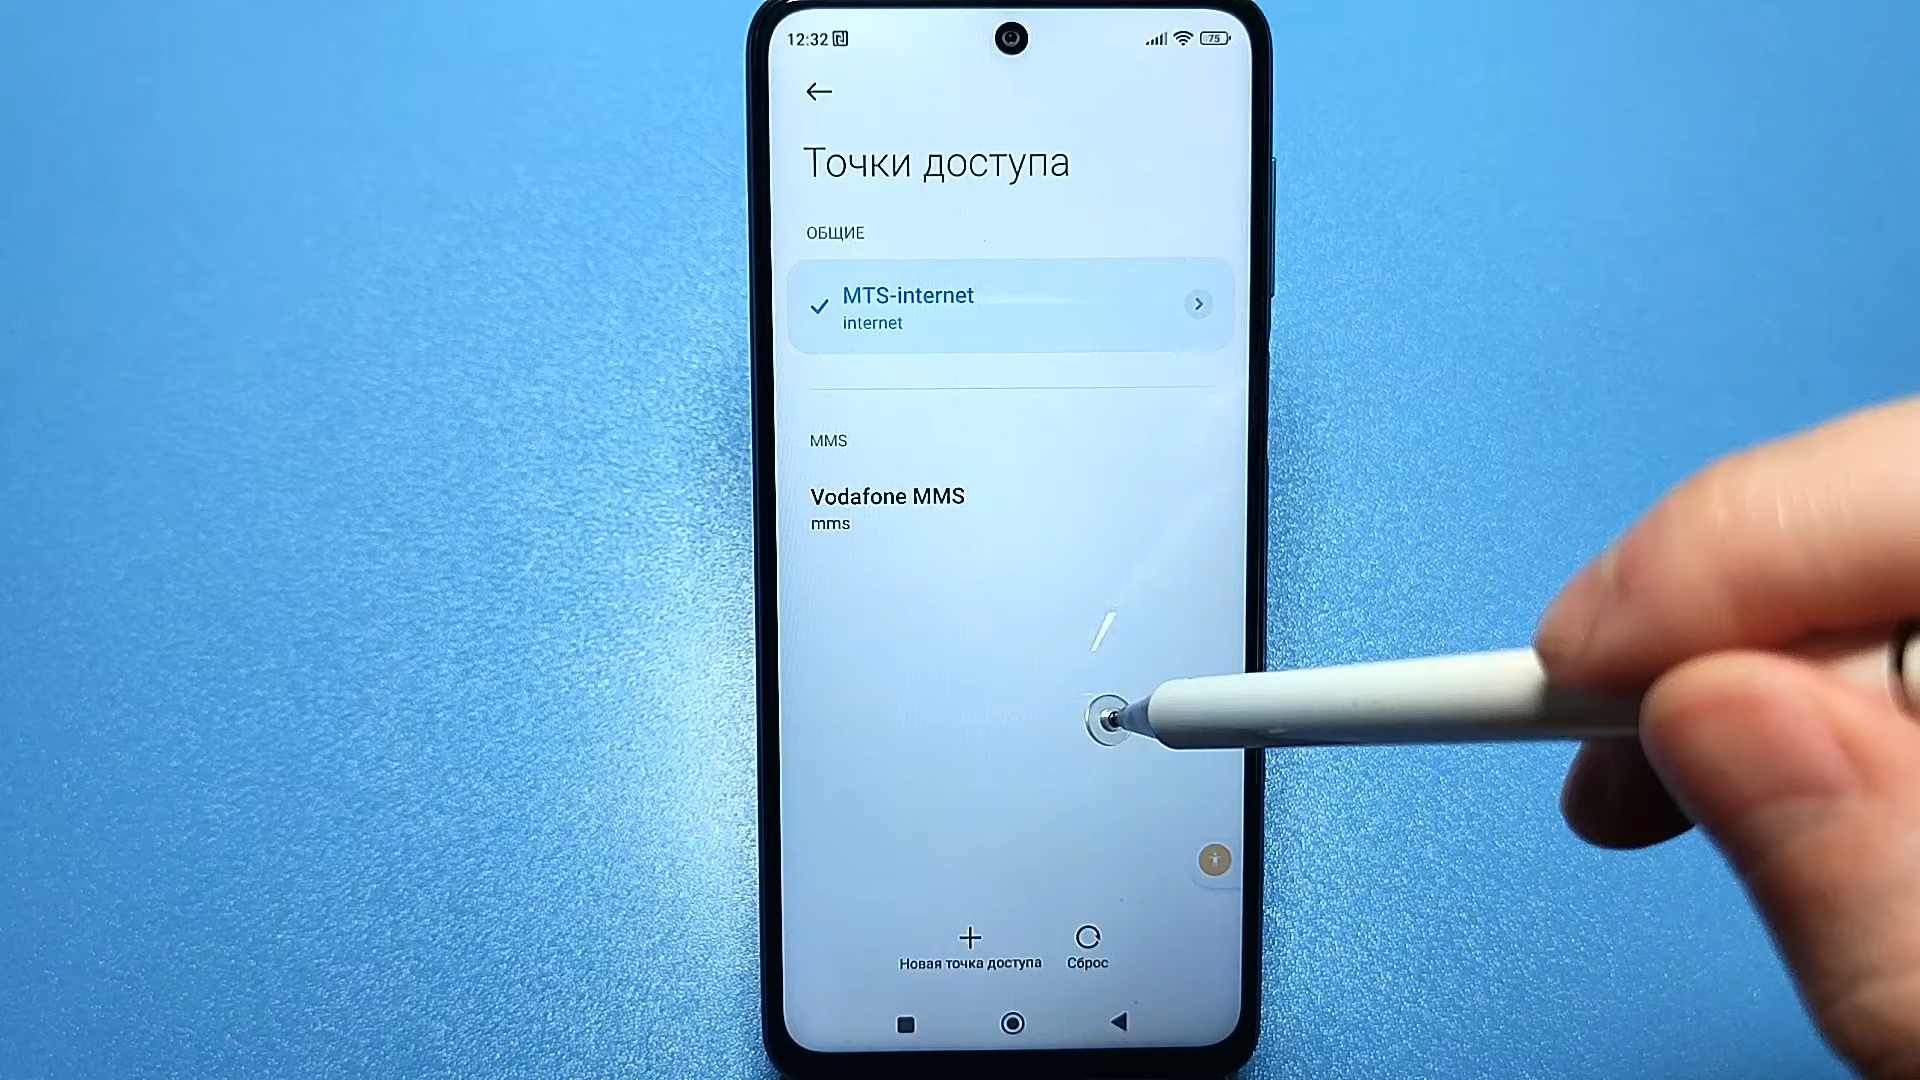 12:32
75
Точки доступа
ОБЩИЕ
MTS-internet
internet
MMS
Vodafone MMS
mms
Новая точка доступа
Сброс